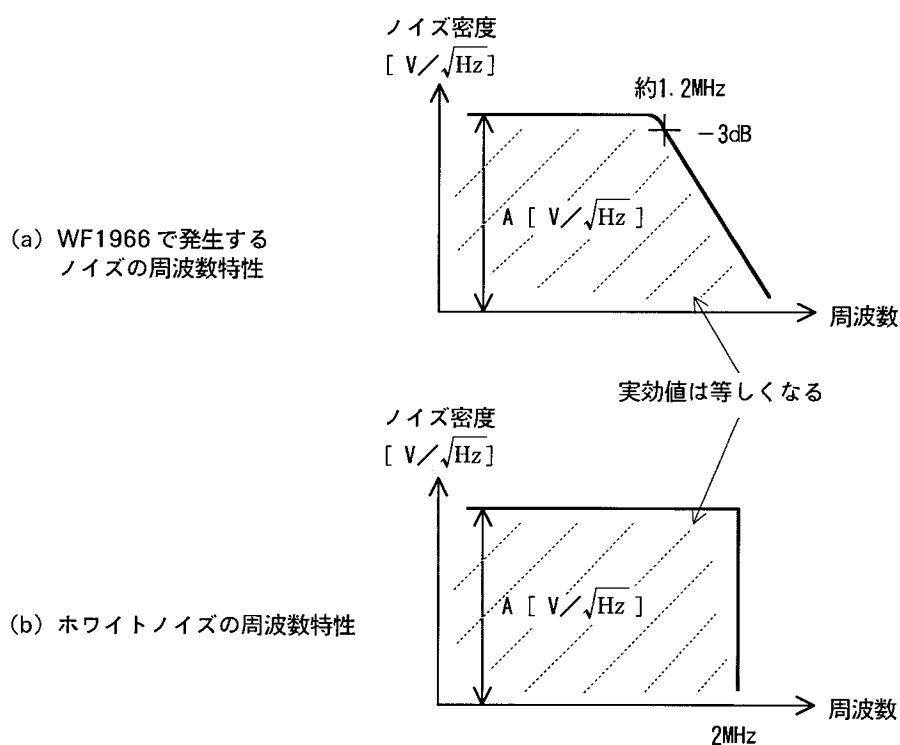 ノイズ密度
[ V／√Hz ]
約1.2MHz
－3dB
A [ V／√Hz ]
(a) WF1966で発生する
ノイズの周波数特性
周波数
実効値は等しくなる
ノイズ密度
[ V／√Hz ]
A [ V／√Hz ]
(b) ホワイトノイズの周波数特性
周波数
2MHz